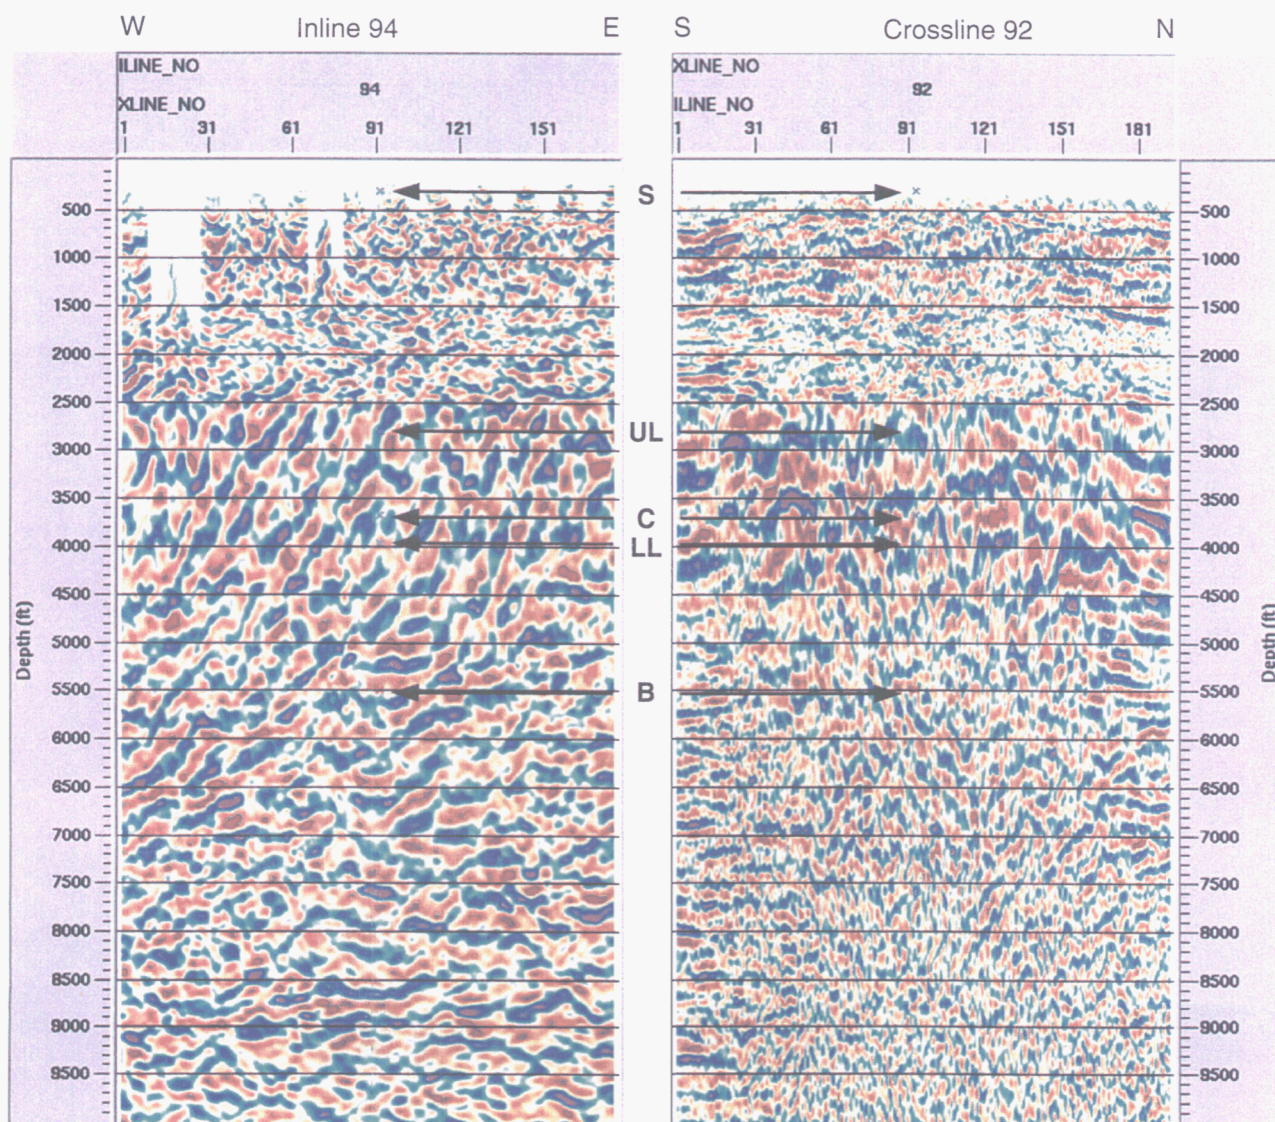 W Inline 94 E
ILINE_NO
94
XLINE_NO
1 31 61 91 121 151
S Crossline 92 N
XLINE_NO
92
ILINE_NO
1 31 61 91 121 151 181
Depth (ft)
500
1000
1500
2000
2500
3000
3500
4000
4500
5000
5500
6000
6500
7000
7500
8000
8500
9000
9500
S
UL
C
LL
B
500
1000
1500
2000
2500
3000
3500
4000
4500
5000
5500
6000
6500
7000
7500
8000
8500
9000
9500
Depth (ft)